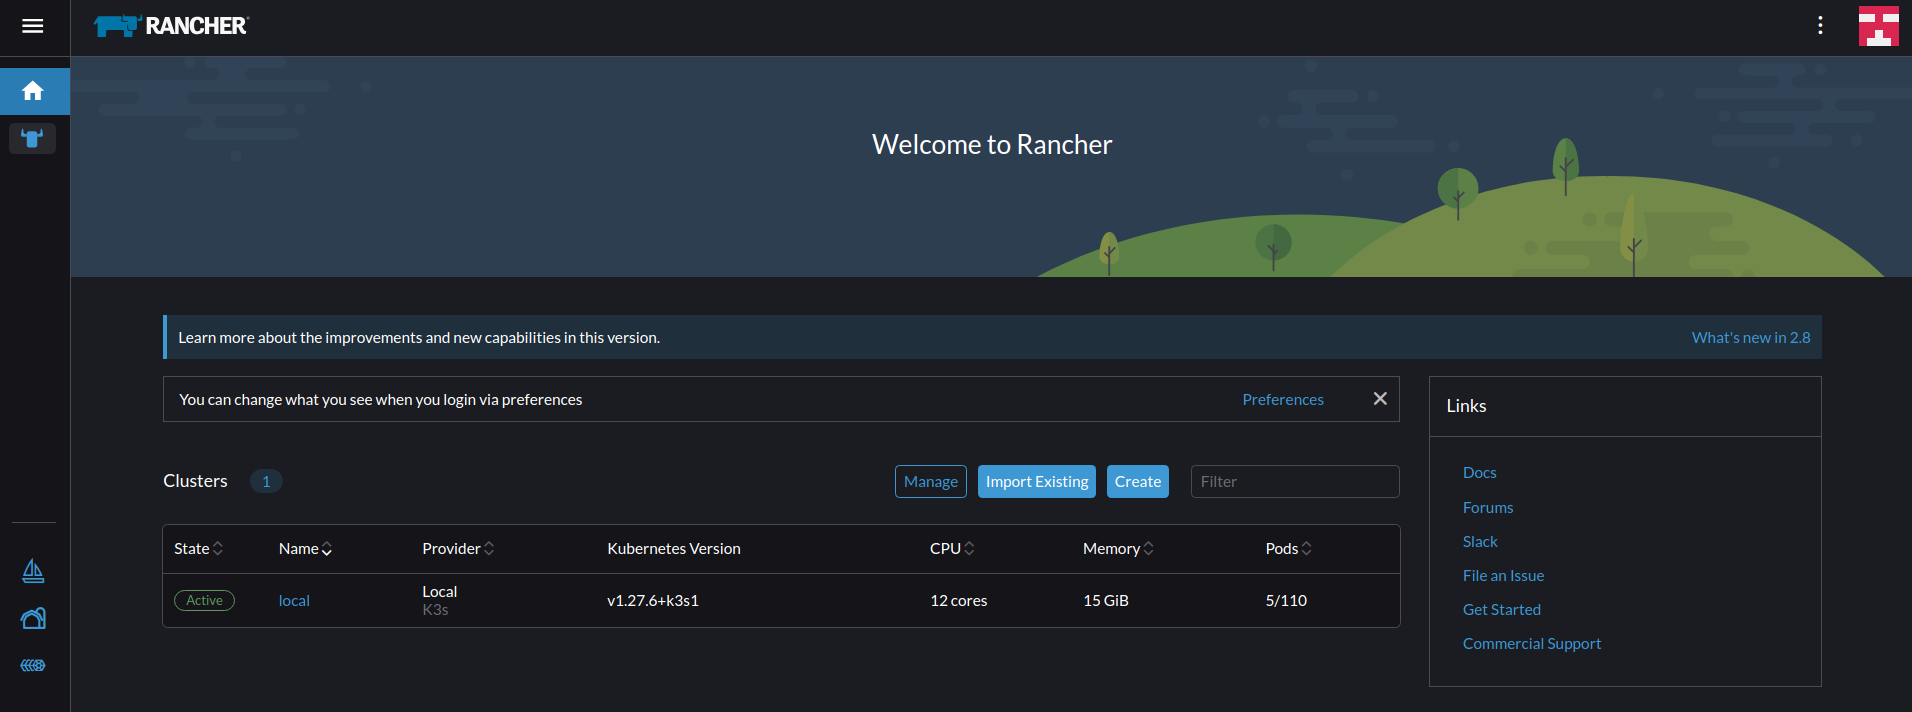 RANCHER
Welcome to Rancher
Learn more about the improvements and new capabilities in this version.
What's new in 2.8
You can change what you see when you login via preferences
Preferences
Links
Docs
Forums
Slack
File an Issue
Get Started
Commercial Support
Clusters 1
Manage Import Existing Create Filter
State Name Provider Kubernetes Version CPU Memory Pods
Active local Local K3s v1.27.6+k3s1 12 cores 15 GiB 5/110